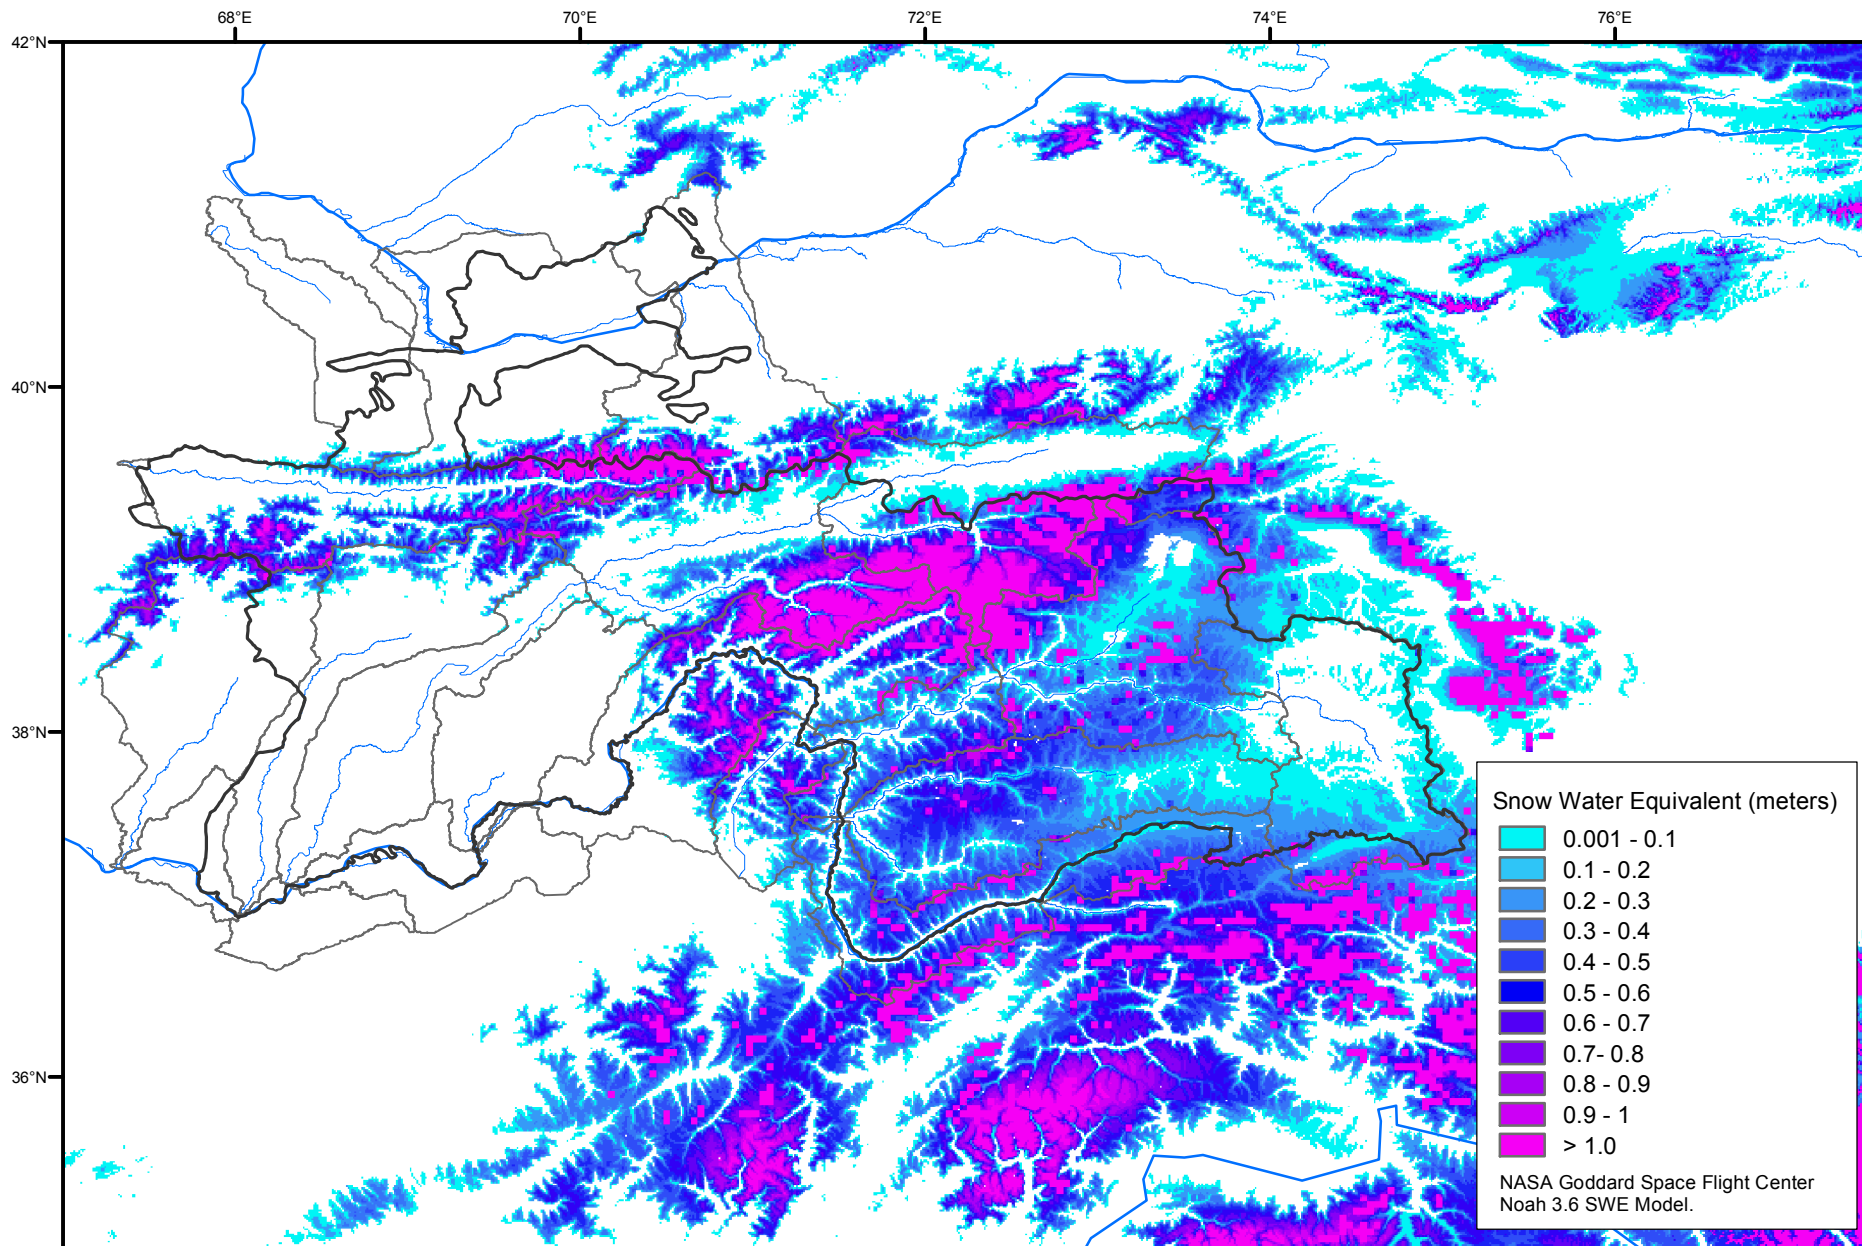 68°E
70°E
72°E
74°E
76°E
42°N
40°N
38°N
36°N
Snow Water Equivalent (meters)
0.001 - 0.1
0.1 - 0.2
0.2 - 0.3
0.3 - 0.4
0.4 - 0.5
0.5 - 0.6
0.6 - 0.7
0.7- 0.8
0.8 - 0.9
0.9 - 1
> 1.0
NASA Goddard Space Flight Center
Noah 3.6 SWE Model.